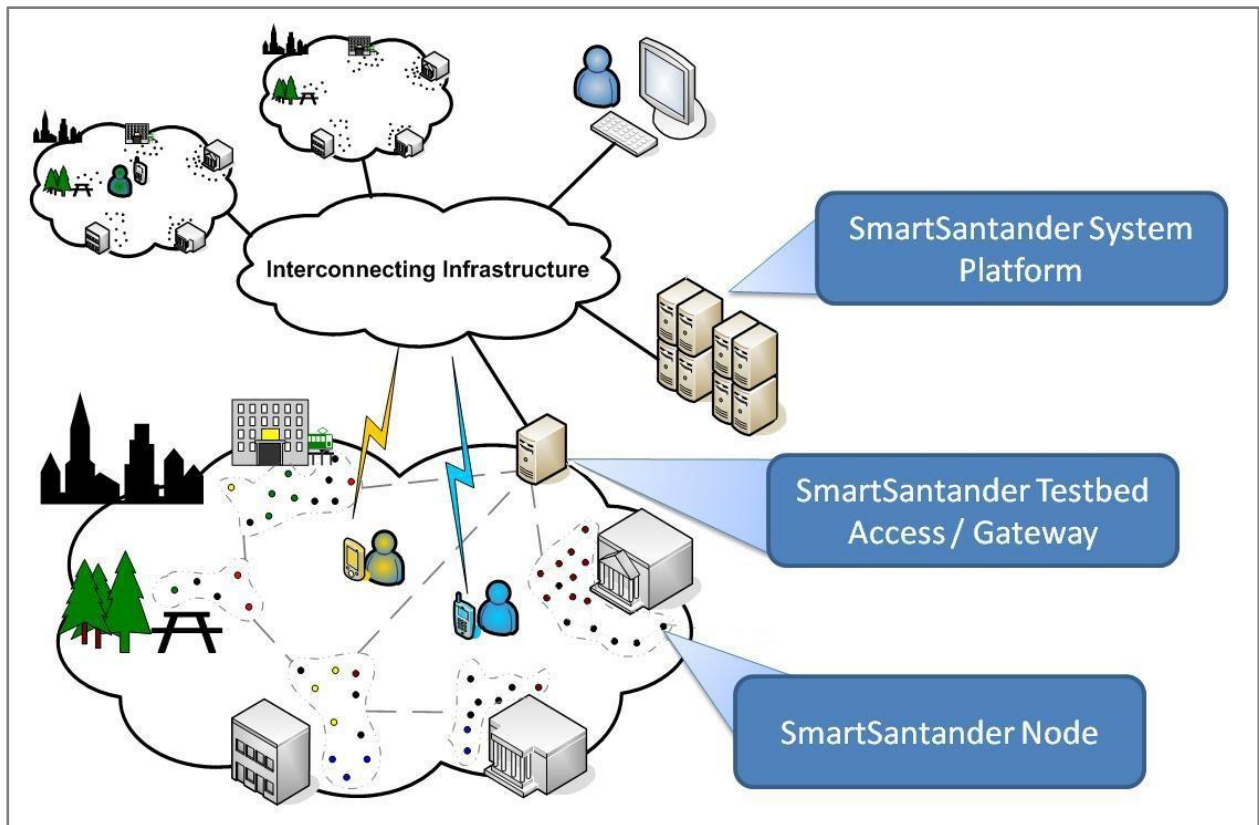 Interconnecting Infrastructure
SmartSantander System
Platform
SmartSantander Testbed
Access / Gateway
SmartSantander Node